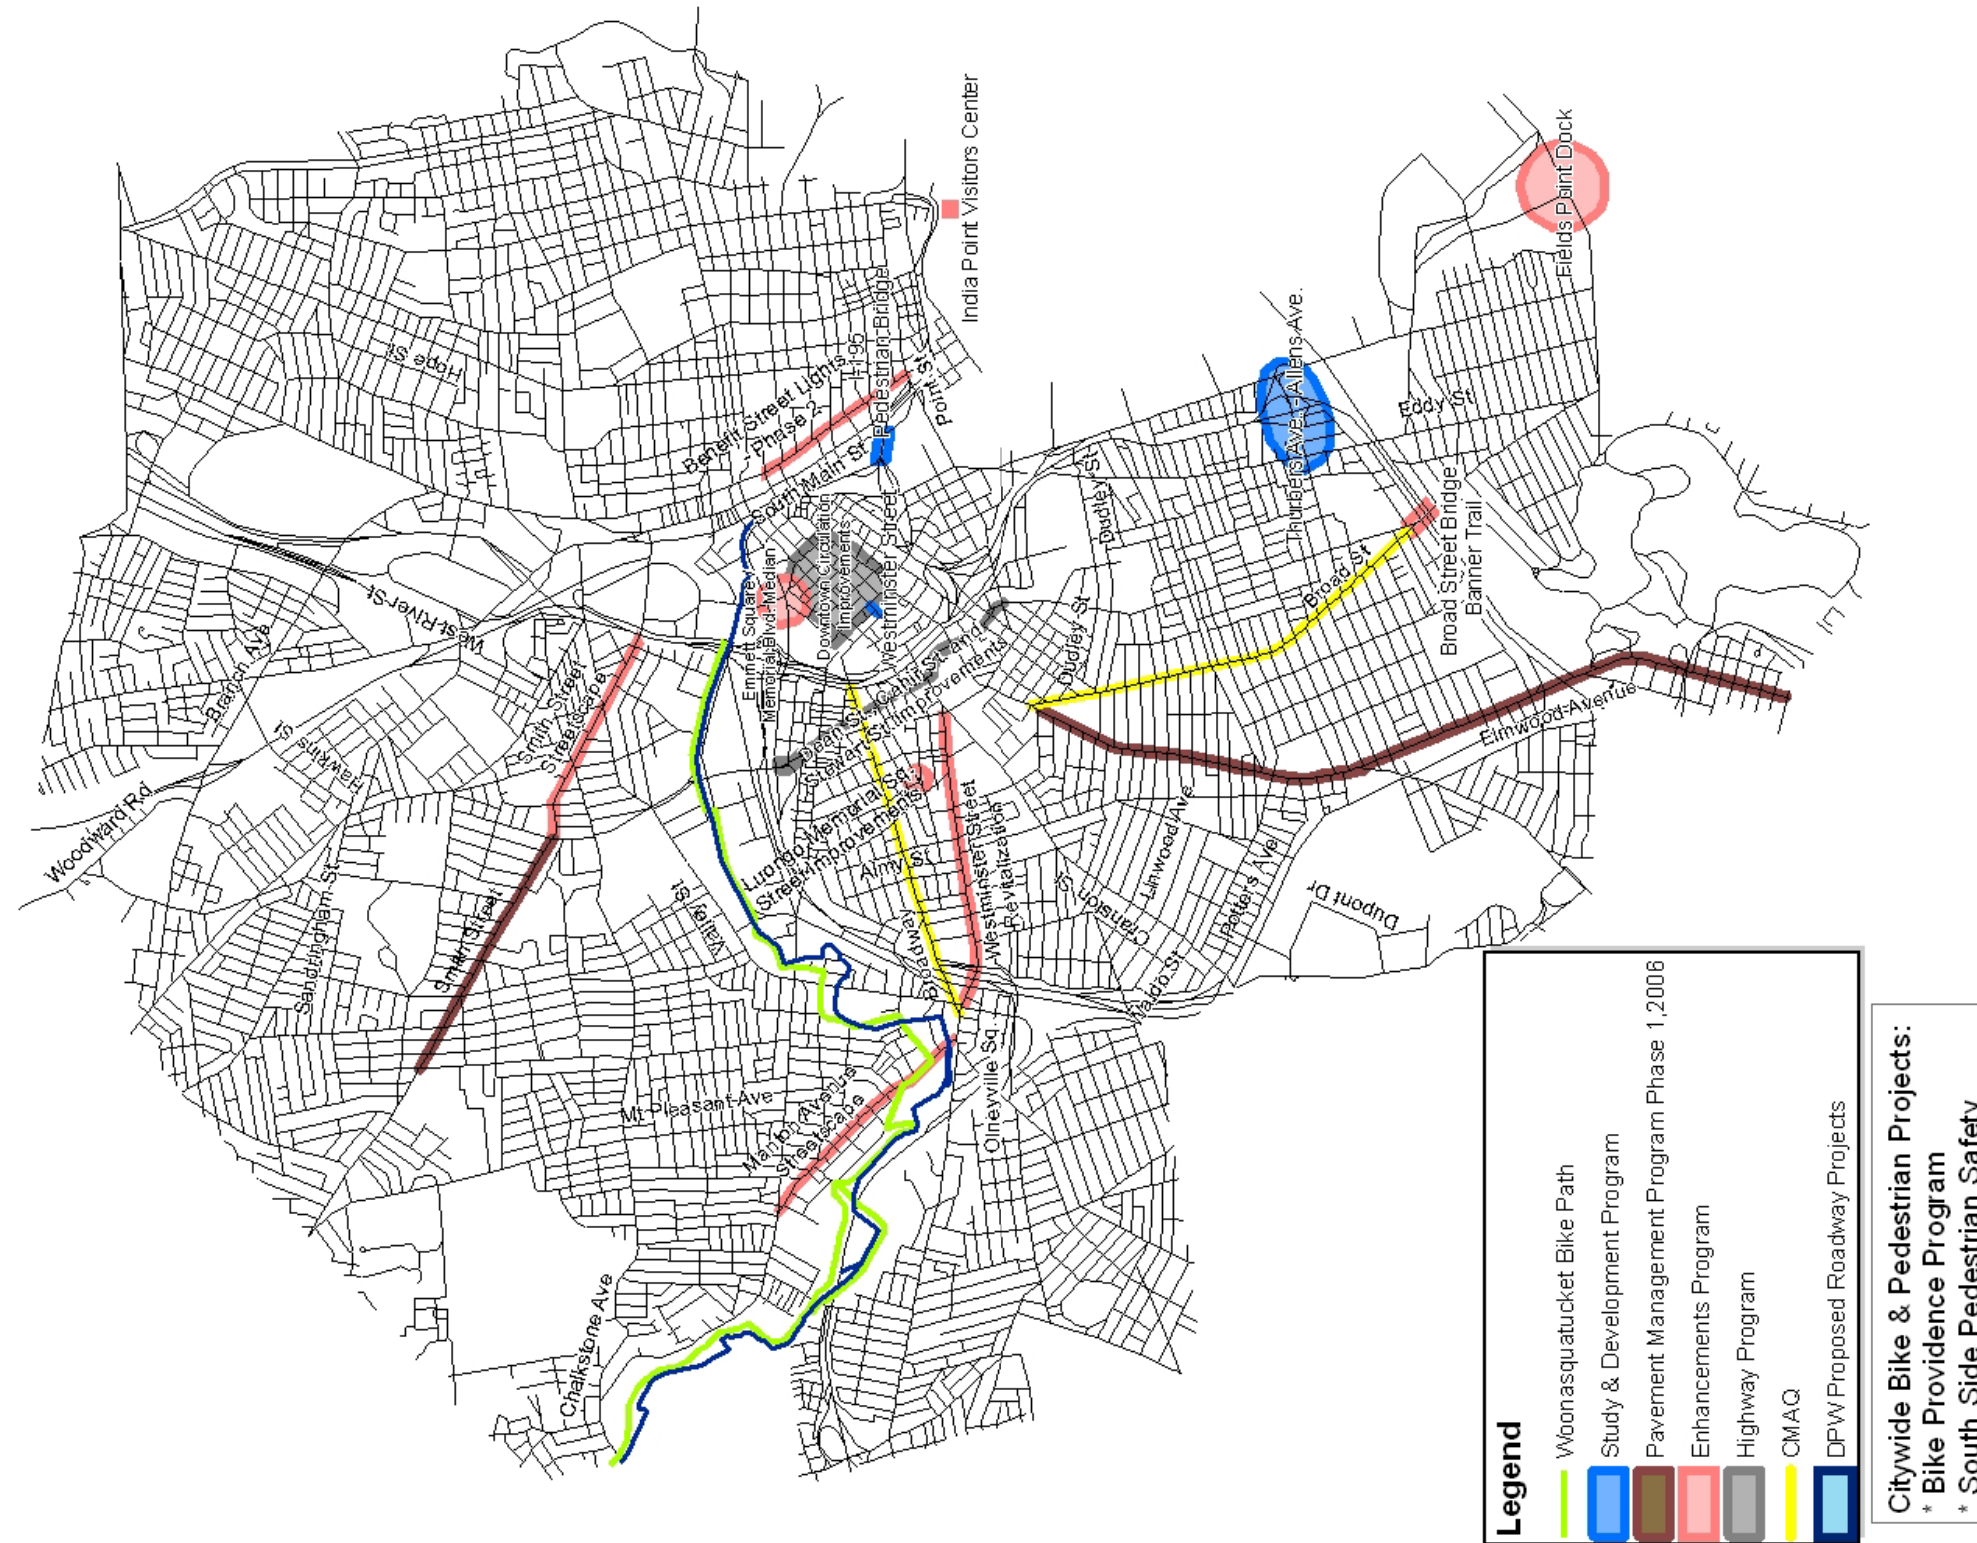 Woodward Rd
Branch Ave
West River St
Hawkins St
Hope St
Smith Street
Streetscape
Sandringham St
Smith Street
Valley St
Mt Pleasant Ave
Chalkstone Ave
Manton Avenue
Streetscape
Benefit Street Lights
- Phase 2
South Main St
I-195
Pedestrian Bridge
Point St
India Point Visitors Center
Emmett Square /
Memorial Blvd Median
Downtown Circulation
Improvements
Westminster Street
Dean St, Cahir St, and
Stewart St Improvements
Luongo Memorial Sq.
Street Improvements
Almy St
Broadway
Westminster Street
Revitalization
Olneyville Sq.
Cranston St
Waldo St
Linwood Ave
Potters Ave
Dupont Dr
Dudley St
Dudley St
Broad St
Thurbers Ave. - Allens Ave.
Eddy St
Fields Point Dock
Broad Street Bridge
Banner Trail
Elmwood Avenue
Legend
Woonasquatucket Bike Path
Study & Development Program
Pavement Management Program Phase 1,2006
Enhancements Program
Highway Program
CMAQ
DPW Proposed Roadway Projects
Citywide Bike & Pedestrian Projects:
* Bike Providence Program
* South Side Pedestrian Safety